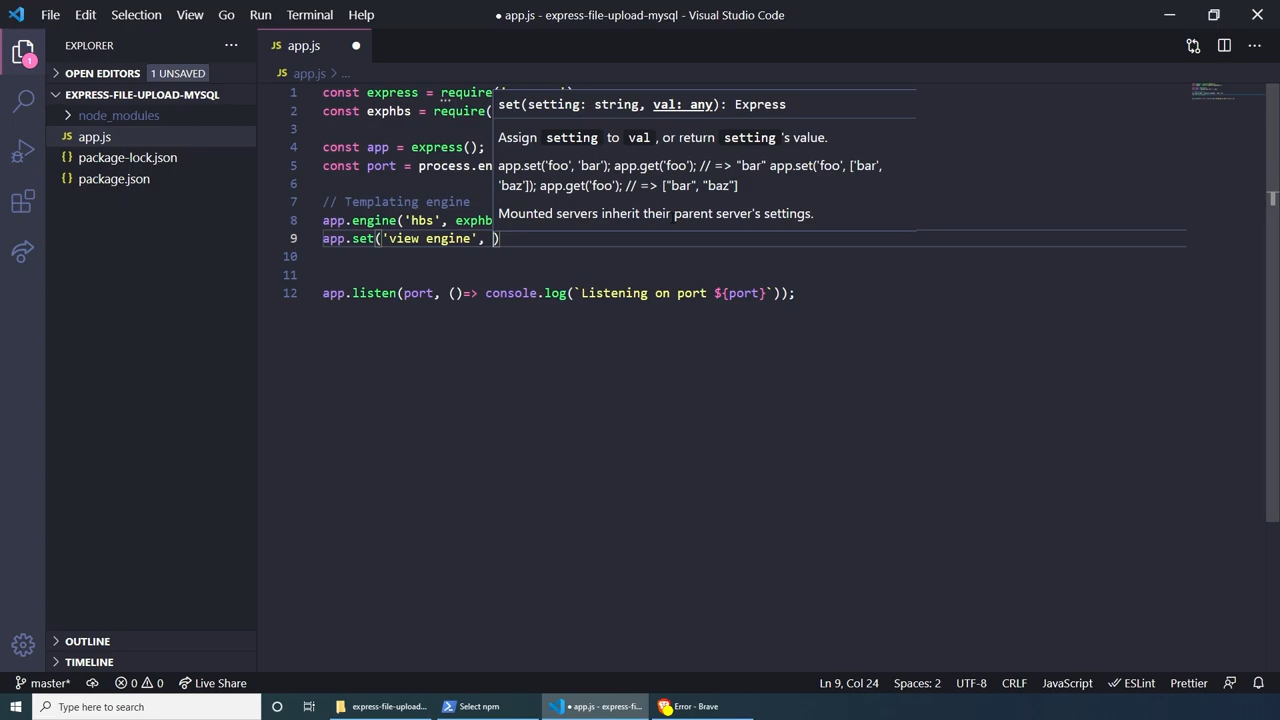 File Edit Selection View Go Run Terminal Help
● app.js - express-file-upload-mysql - Visual Studio Code
EXPLORER
JS app.js ●
OPEN EDITORS 1 UNSAVED
JS app.js > ...
EXPRESS-FILE-UPLOAD-MYSQL
node_modules
JS app.js
{} package-lock.json
{} package.json
1 const express = require(
2 const exphbs = require(
3
4 const app = express();
5 const port = process.en
6
7 // Templating engine
8 app.engine('hbs', exphb
9 app.set('view engine', )
10
11
12 app.listen(port, ()=> console.log(`Listening on port ${port}`));
set(setting: string, val: any): Express
Assign setting to val , or return setting 's value.
app.set('foo', 'bar'); app.get('foo'); // => "bar" app.set('foo', ['bar',
'baz']); app.get('foo'); // => ["bar", "baz"]
Mounted servers inherit their parent server's settings.
1
OUTLINE
TIMELINE
master* 0 0 Live Share
Ln 9, Col 24 Spaces: 2 UTF-8 CRLF JavaScript ESLint Prettier
Type here to search
express-file-upload...
Select npm
● app.js - express-fi...
Error - Brave